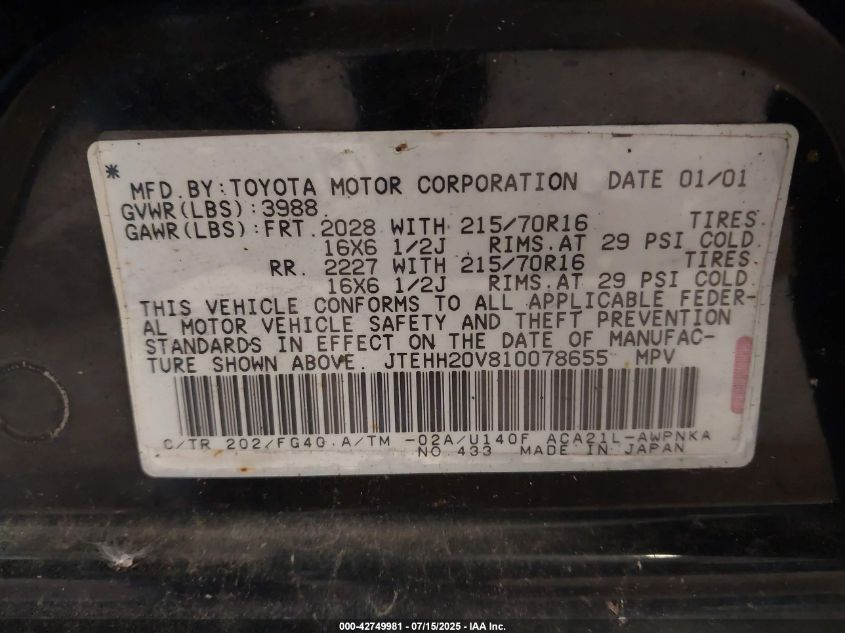 *
MFD. BY: TOYOTA MOTOR CORPORATION DATE 01/01
GVWR(LBS): 3988
GAWR(LBS): FRT. 2028 WITH 215/70R16 TIRES
16X6 1/2J RIMS. AT 29 PSI COLD.
RR. 2227 WITH 215/70R16 TIRES
16X6 1/2J RIMS. AT 29 PSI COLD.
THIS VEHICLE CONFORMS TO ALL APPLICABLE FEDER-
AL MOTOR VEHICLE SAFETY AND THEFT PREVENTION
STANDARDS IN EFFECT ON THE DATE OF MANUFAC-
TURE SHOWN ABOVE. JTEHH20V810078655 MPV
C/TR 202/FG40 A/TM -02A/U140F ACA21L-AWPNKA
NO.433 MADE IN JAPAN
000-42749981 - 07/15/2025 - IAA Inc.